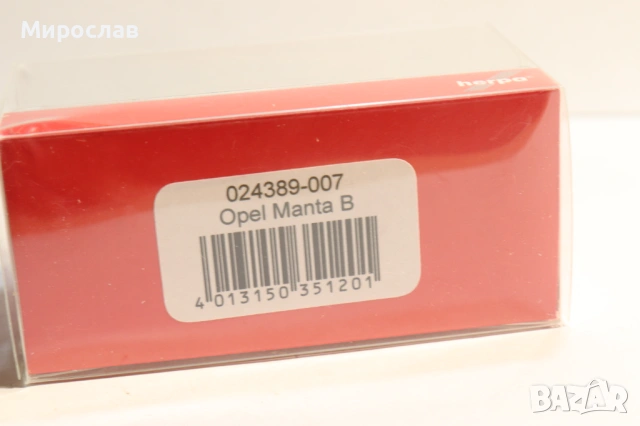 Мирослав
herpa
024389-007
Opel Manta B
4 013150 351201
BAZAR